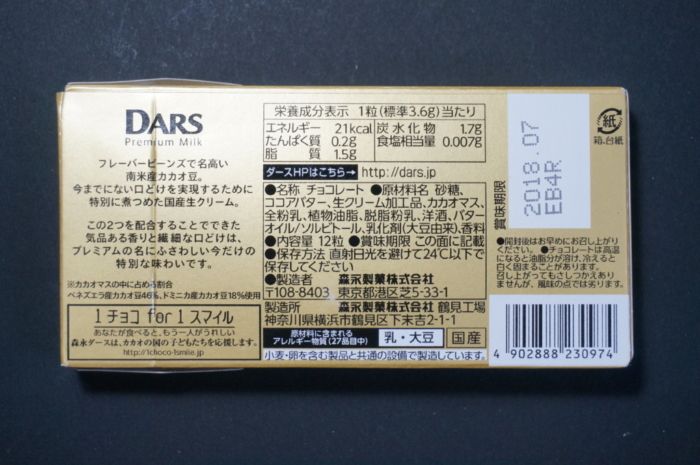 DARS
Premium Milk
フレーバービーンズで名高い
南米産カカオ豆。
今までにない口どけを実現するために
特別に煮つめた国産生クリーム。
この2つを配合することでできた
気品ある香りと繊細な口どけは、
プレミアムの名にふさわしい今だけの
特別な味わいです。
※カカオマスの中に占める割合
ベネズエラ産カカオ豆46%、ドミニカ産カカオ豆18%使用
1チョコ for 1スマイル
あなたが食べると、もう一人がうれしい
森永ダースは、カカオの国の子どもたちを応援します。
http://1choco-1smile.jp
栄養成分表示 1粒(標準3.6g)当たり
エネルギー 21kcal 炭水化物 1.7g
たんぱく質 0.2g 食塩相当量 0.007g
脂質 1.5g
ダースHPはこちら→ http://dars.jp
●名称 チョコレート ●原材料名 砂糖、
ココアバター、生クリーム加工品、カカオマス、
全粉乳、植物油脂、脱脂粉乳、洋酒、バター
オイル/ソルビトール、乳化剤(大豆由来)、香料
●内容量 12粒 ●賞味期限 この面に記載
●保存方法 直射日光を避けて24℃以下で
保存してください
●製造者 森永製菓株式会社
〒108-8403 東京都港区芝5-33-1
製造所 森永製菓株式会社 鶴見工場
神奈川県横浜市鶴見区下末吉2-1-1
原材料に含まれる
アレルギー物質(27品目中) 乳・大豆 国産
小麦・卵を含む製品と共通の設備で製造しています。
賞味期限
2018.07
EB4R
紙
箱、台紙
●開封後はお早めにお召し上がり
ください。 ●チョコレートは高温
になると油脂分が溶け、冷えると
白く固まることがあります。
召し上がってもさしつかえあり
ませんが、風味の点では劣ります。
4 902888 230974